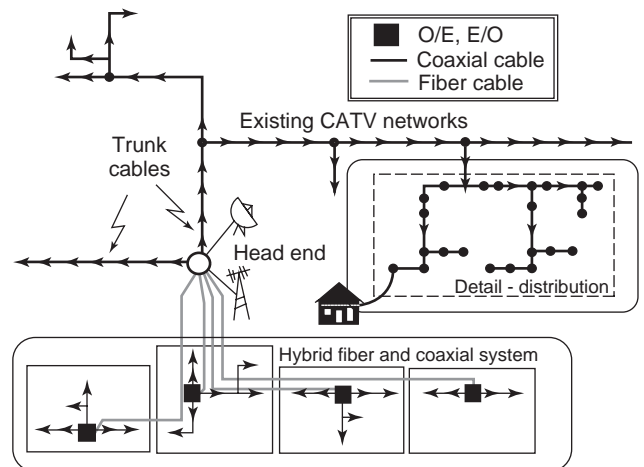 O/E, E/O
Coaxial cable
Fiber cable
Existing CATV networks
Trunk
cables
Head end
Detail - distribution
Hybrid fiber and coaxial system